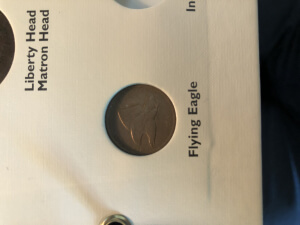 Liberty Head
Matron Head
Flying Eagle
In